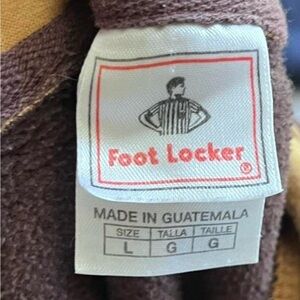 Foot Locker®
MADE IN GUATEMALA
SIZE TALLA TAILLE
L G G